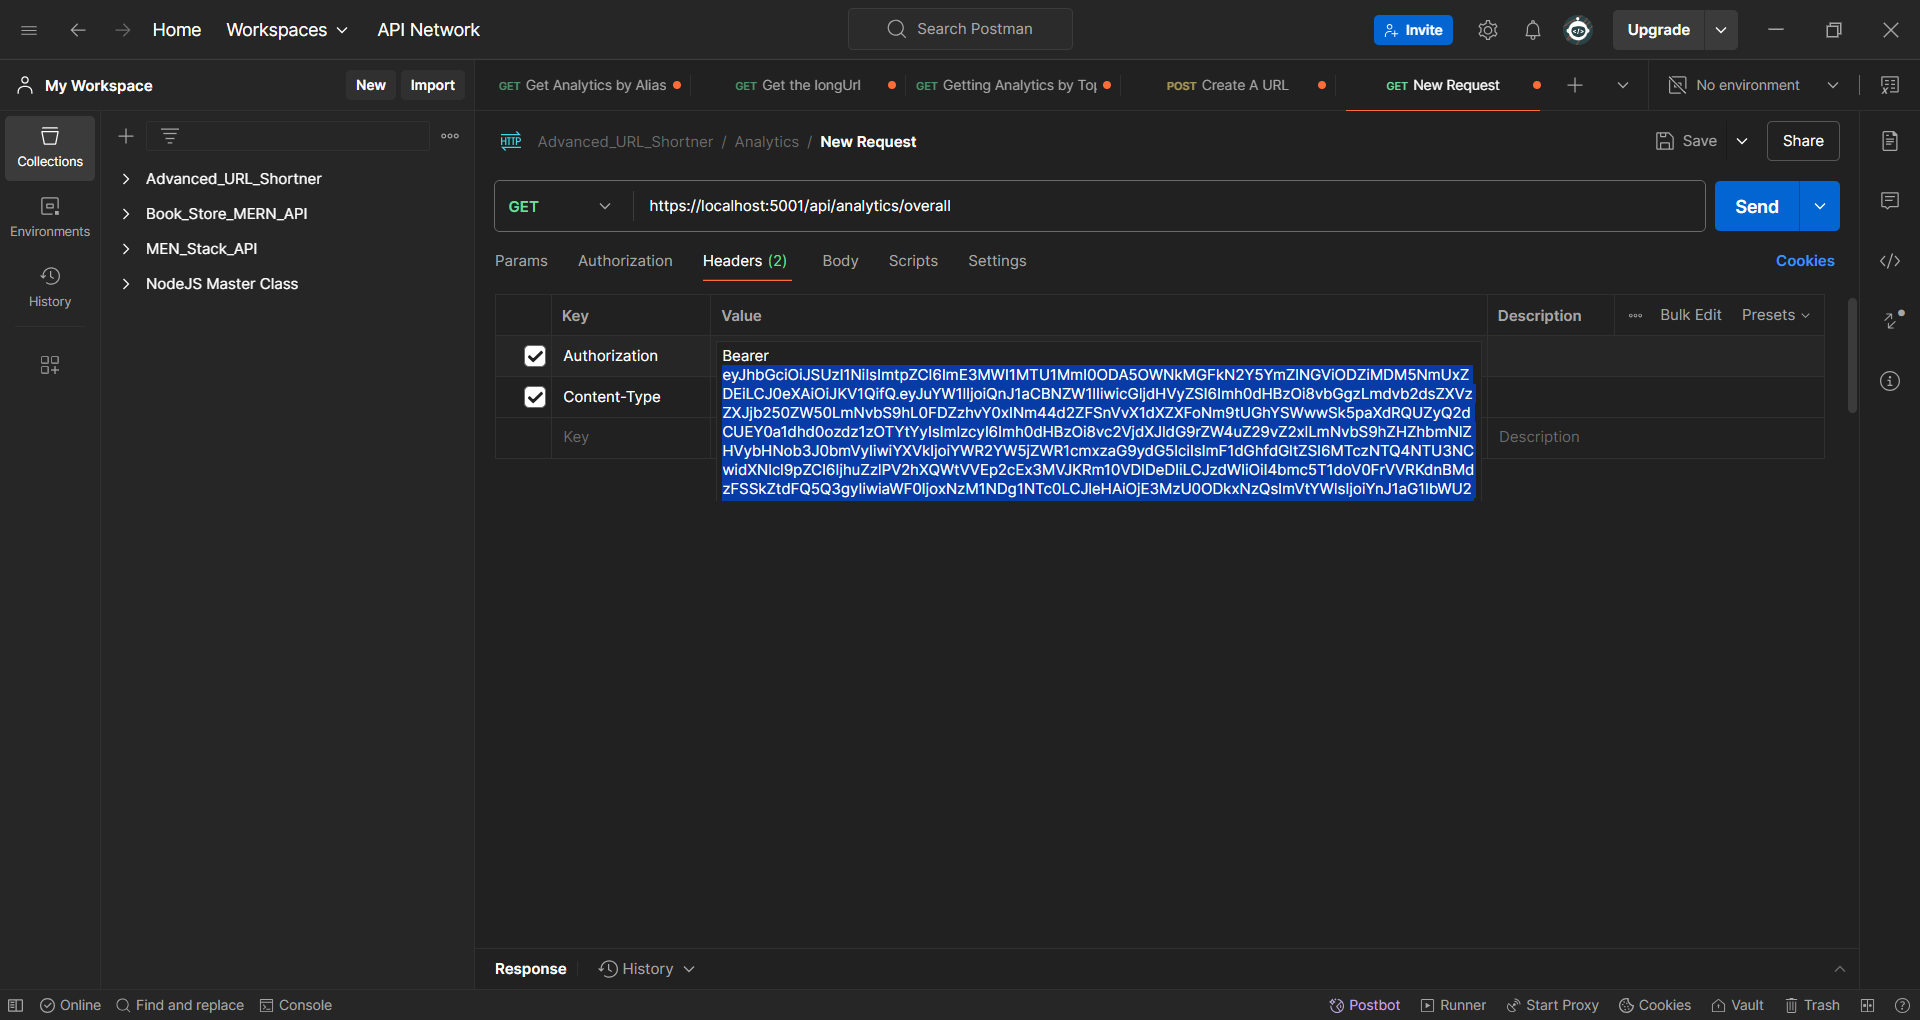 Home Workspaces API Network
Search Postman
Invite
Upgrade
My Workspace
New Import
GET Get Analytics by Alias
GET Get the longUrl
GET Getting Analytics by To
POST Create A URL
GET New Request
No environment
Collections
Environments
History
Advanced_URL_Shortner
Book_Store_MERN_API
MEN_Stack_API
NodeJS Master Class
HTTP Advanced_URL_Shortner / Analytics / New Request
Save
Share
GET https://localhost:5001/api/analytics/overall
Send
Params Authorization Headers (2) Body Scripts Settings
Cookies
Key Value Description Bulk Edit Presets
Authorization Bearer
Content-Type
Key Description
Response History
Online Find and replace Console
Postbot Runner Start Proxy Cookies Vault Trash